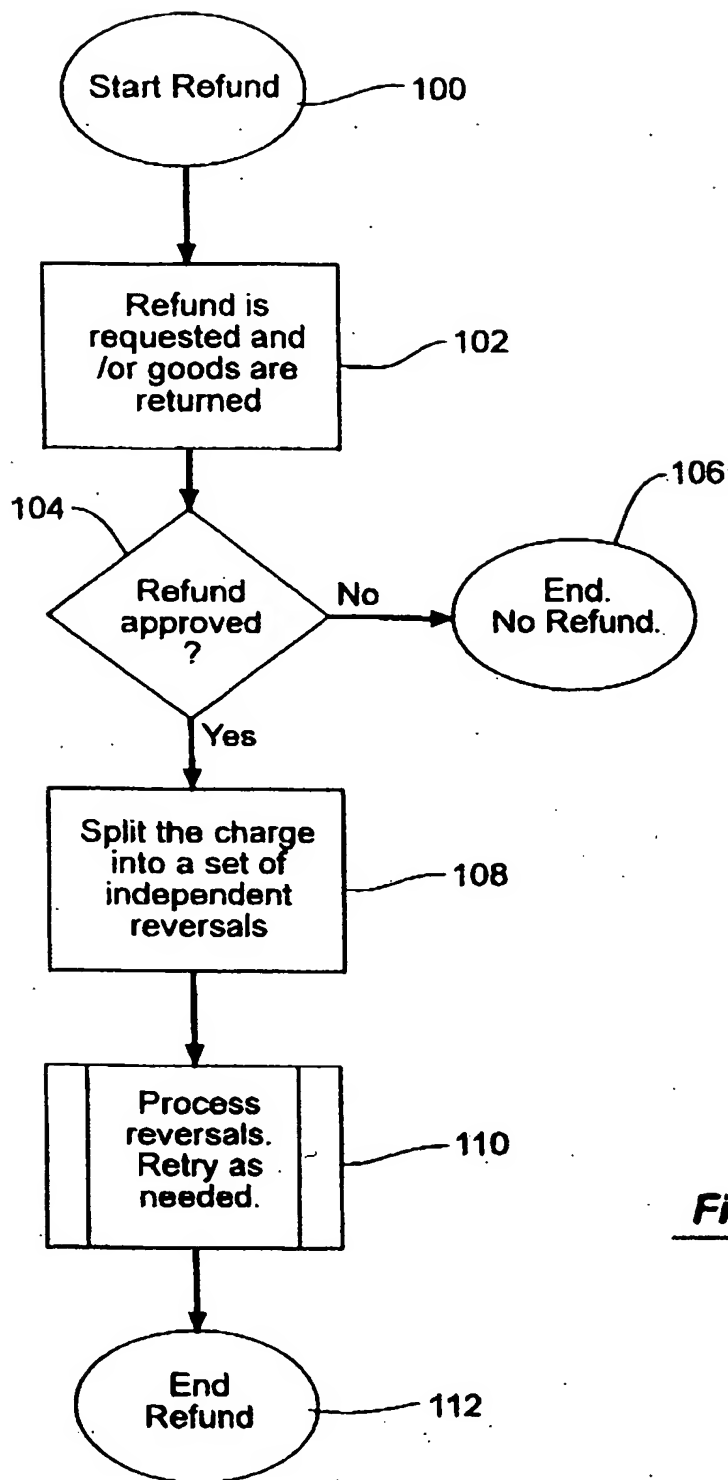 Start Refund
100
Refund is
requested and
/or goods are
returned
102
104
106
Refund
approved
?
No
End.
No Refund.
Yes
Split the charge
into a set of
independent
reversals
108
Process
reversals.
Retry as
needed.
110
End
Refund
112